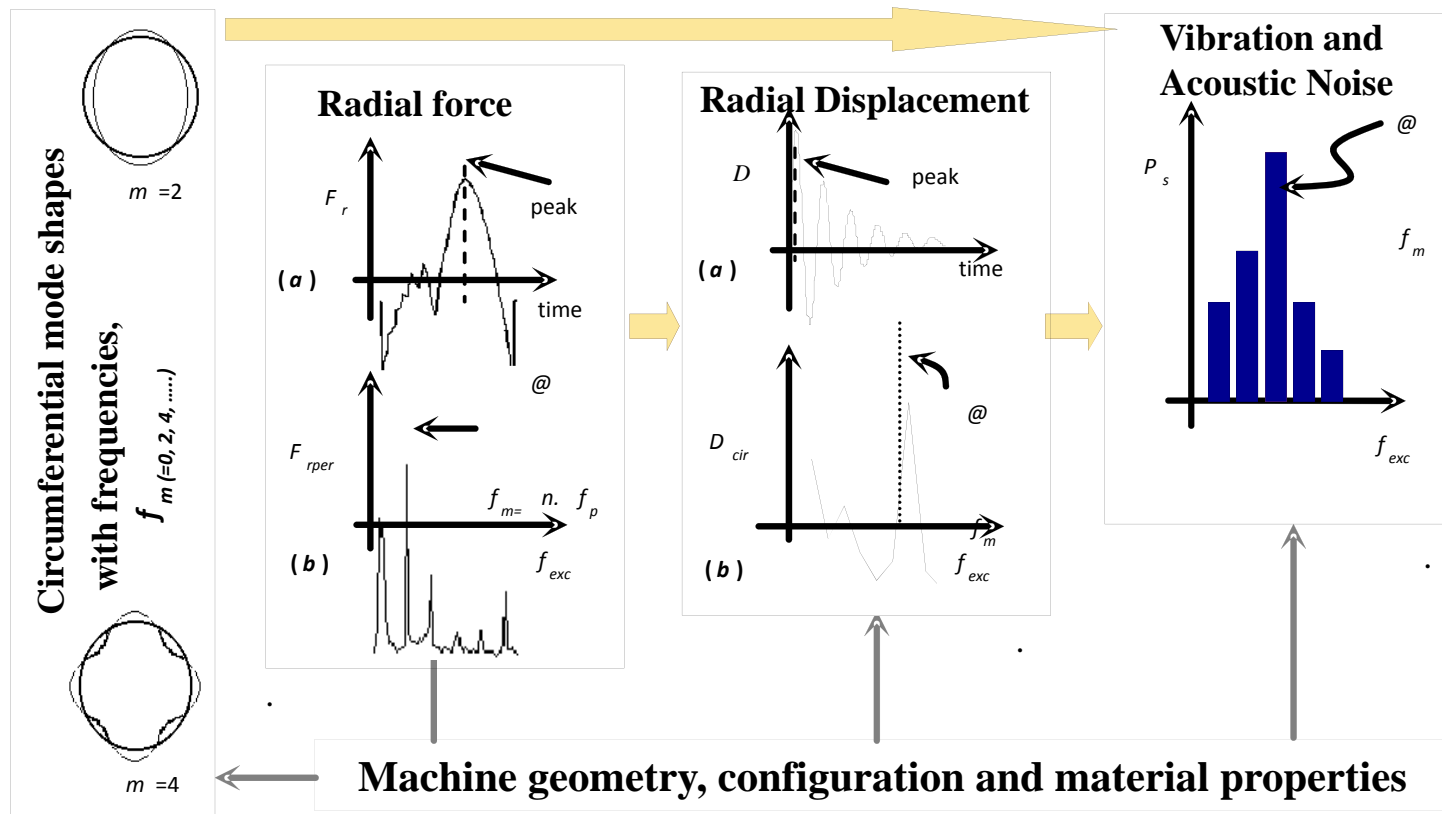 Circumferential mode shapes
with frequencies,
f m (=0, 2, 4, .....)
m =2
m =4
Radial force
F r
peak
(a)
time
@
F rper
f m= n. f p
(b)
f exc
Radial Displacement
D
peak
(a)
time
@
D cir
f m
(b)
f exc
Vibration and
Acoustic Noise
@
P s
f m
f exc
Machine geometry, configuration and material properties